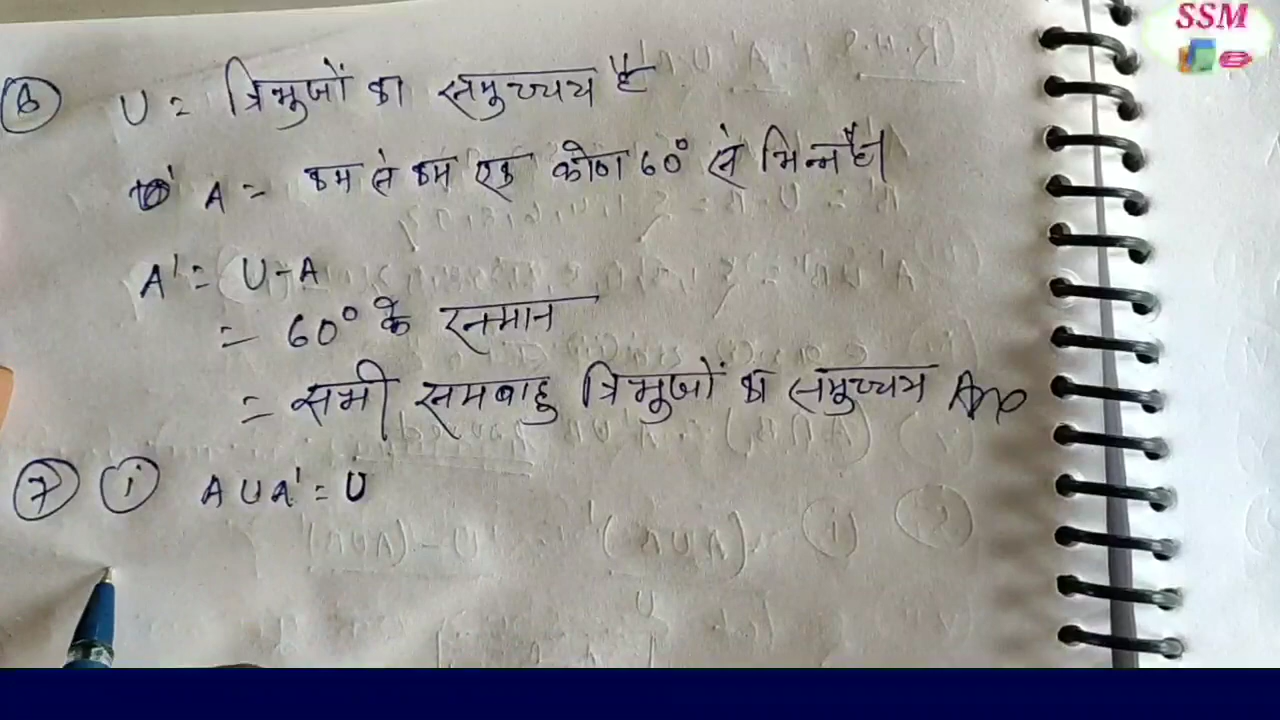 SSM
⑥ U = त्रिभुजों का समुच्चय है
A = कम से कम एक कोण 60° से भिन्न है।
A' = U - A
= 60° के समान
= सभी समबाहु त्रिभुजों का समुच्चय Ans
⑦ ⓘ A U A' = U